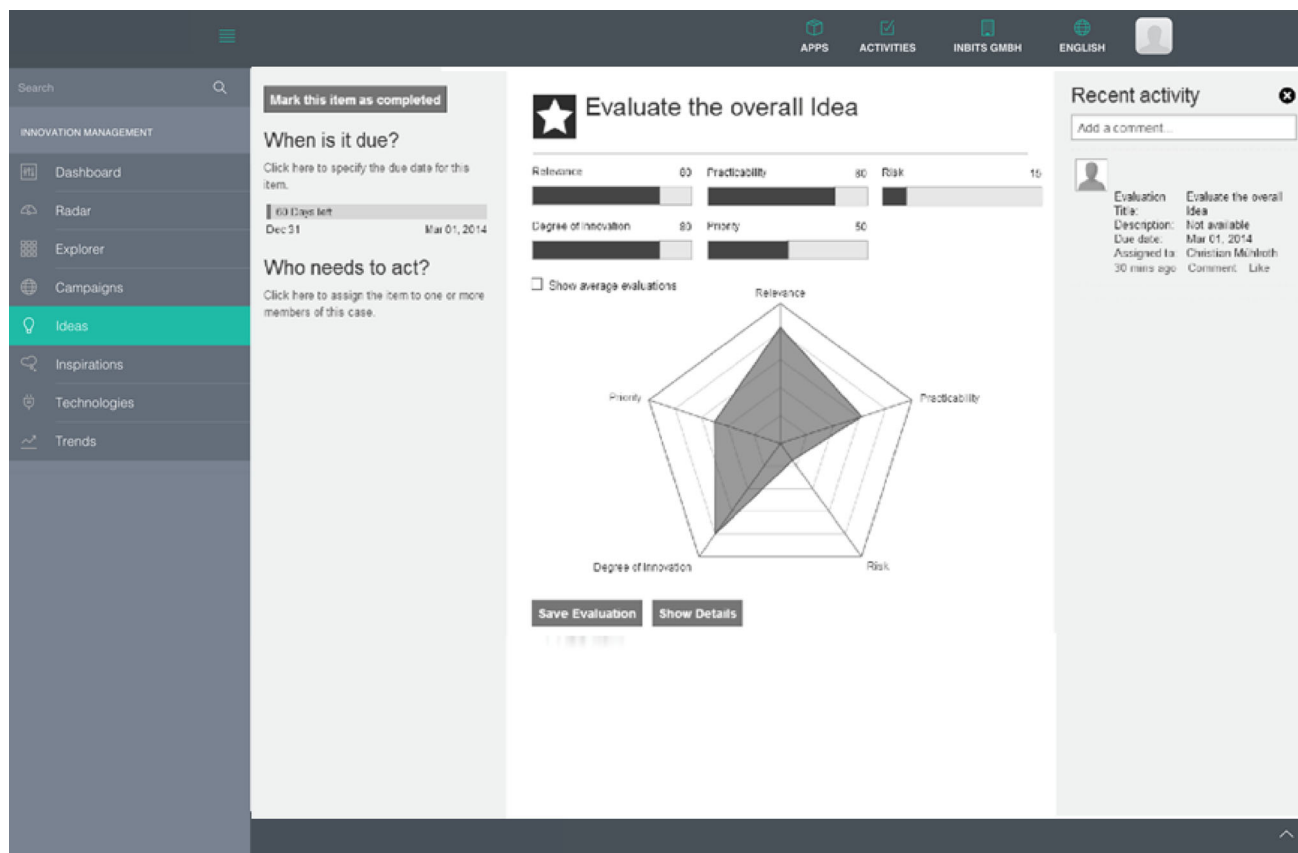 APPS
ACTIVITIES
INBITS GMBH
ENGLISH
Search
INNOVATION MANAGEMENT
Dashboard
Radar
Explorer
Campaigns
Ideas
Inspirations
Technologies
Trends
Mark this item as completed
When is it due?
Click here to specify the due date for this
item.
60 Days left
Dec 31 Mar 01, 2014
Who needs to act?
Click here to assign the item to one or more
members of this case.
Evaluate the overall Idea
Relevance 80 Practicability 80 Risk 15
Degree of Innovation 80 Priority 50
Show average evaluations
Relevance
Priority
Practicability
Degree of Innovation
Risk
Save Evaluation Show Details
Recent activity
Add a comment...
Evaluation Title: Evaluate the overall Idea
Description: Not available
Due date: Mar 01, 2014
Assigned to: Christian Mühlroth
30 mins ago Comment Like